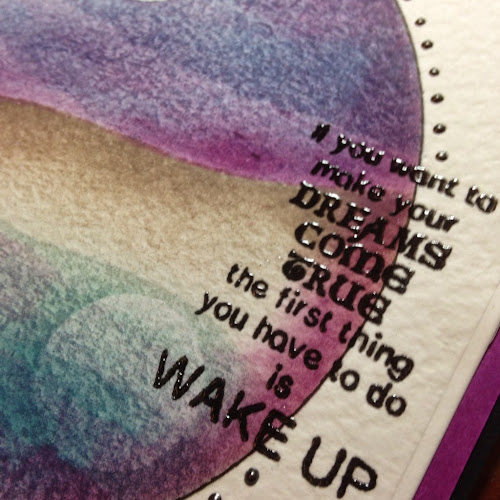 if you want to
make your
DREAMS
COME
TRUE
the first thing
you have to do
is
WAKE UP